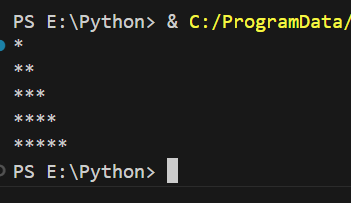 PS E:\Python> & C:/ProgramData/
*
**
***
****
*****
PS E:\Python>